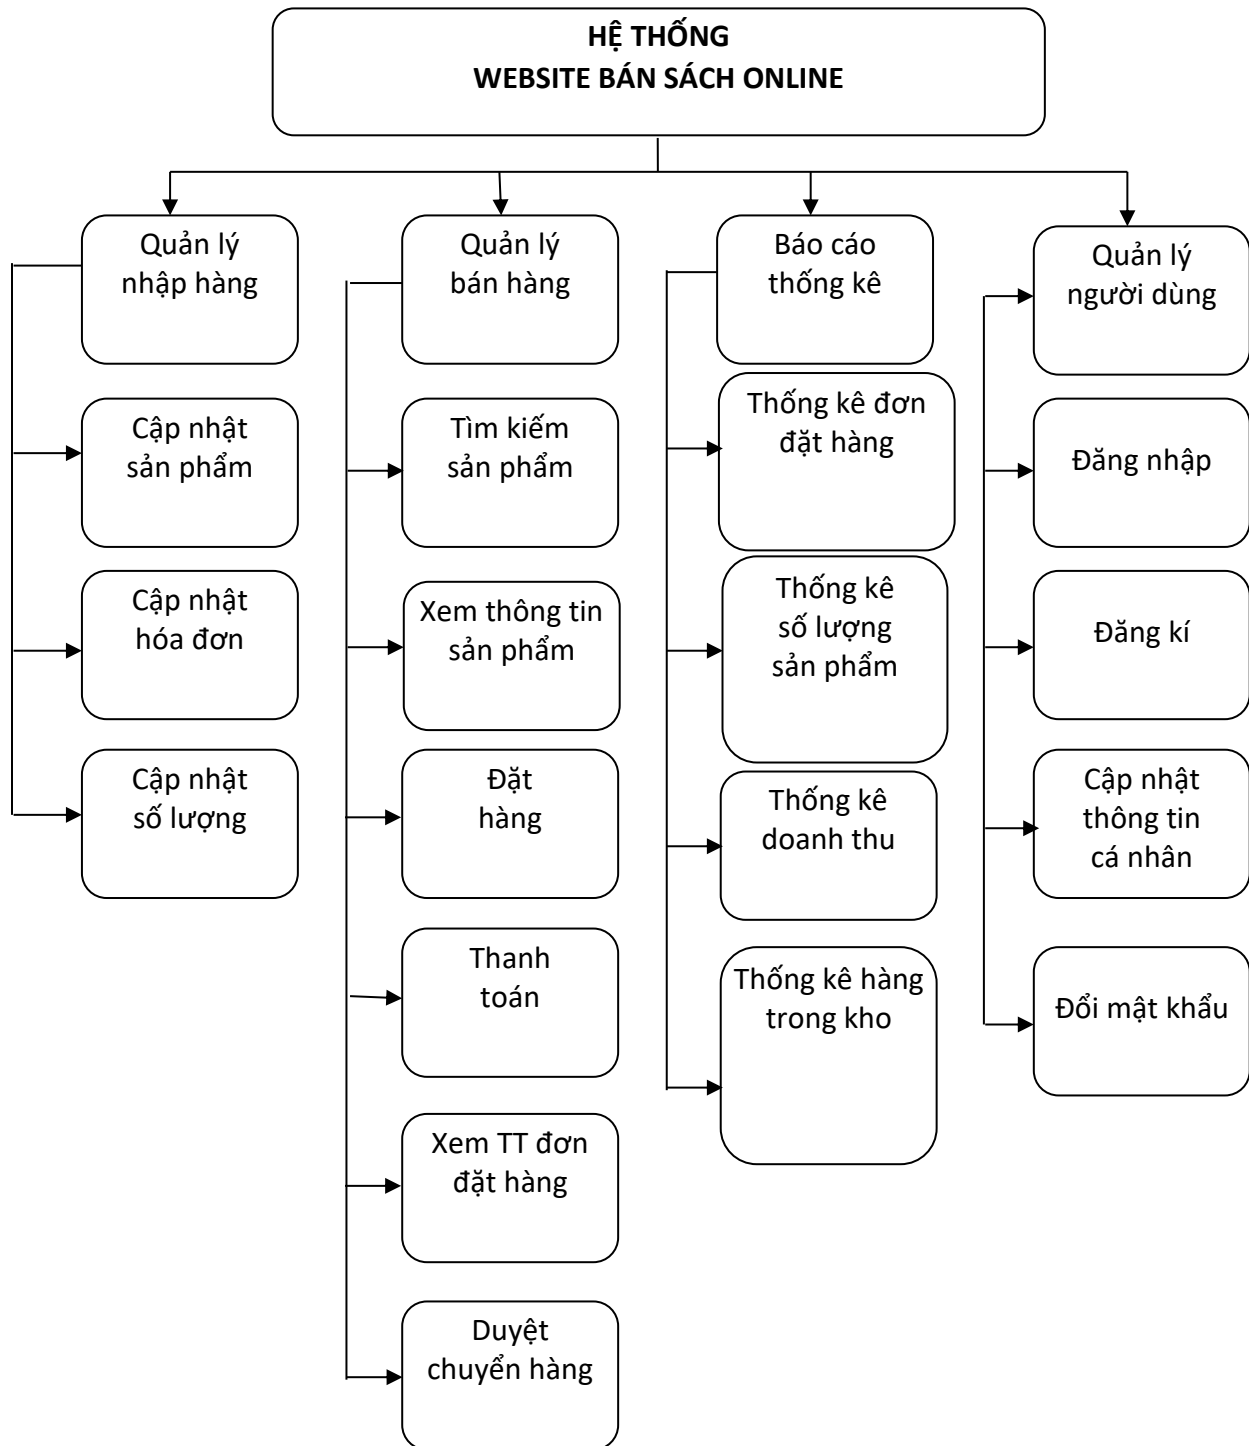 HỆ THỐNG
WEBSITE BÁN SÁCH ONLINE
Quản lý
nhập hàng
Cập nhật
sản phẩm
Cập nhật
hóa đơn
Cập nhật
số lượng
Quản lý
bán hàng
Tìm kiếm
sản phẩm
Xem thông tin
sản phẩm
Đặt
hàng
Thanh
toán
Xem TT đơn
đặt hàng
Duyệt
chuyển hàng
Báo cáo
thống kê
Thống kê đơn
đặt hàng
Thống kê
số lượng
sản phẩm
Thống kê
doanh thu
Thống kê hàng
trong kho
Quản lý
người dùng
Đăng nhập
Đăng kí
Cập nhật
thông tin
cá nhân
Đổi mật khẩu